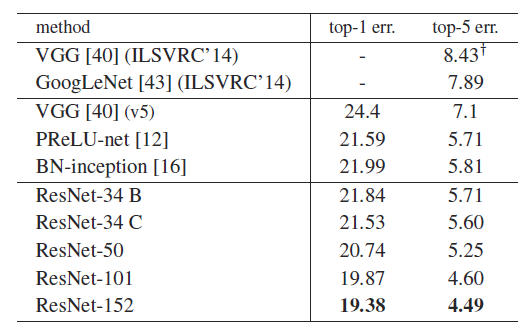 method top-1 err. top-5 err.
VGG [40] (ILSVRC’14) - 8.43†
GoogLeNet [43] (ILSVRC’14) - 7.89
VGG [40] (v5) 24.4 7.1
PReLU-net [12] 21.59 5.71
BN-inception [16] 21.99 5.81
ResNet-34 B 21.84 5.71
ResNet-34 C 21.53 5.60
ResNet-50 20.74 5.25
ResNet-101 19.87 4.60
ResNet-152 19.38 4.49